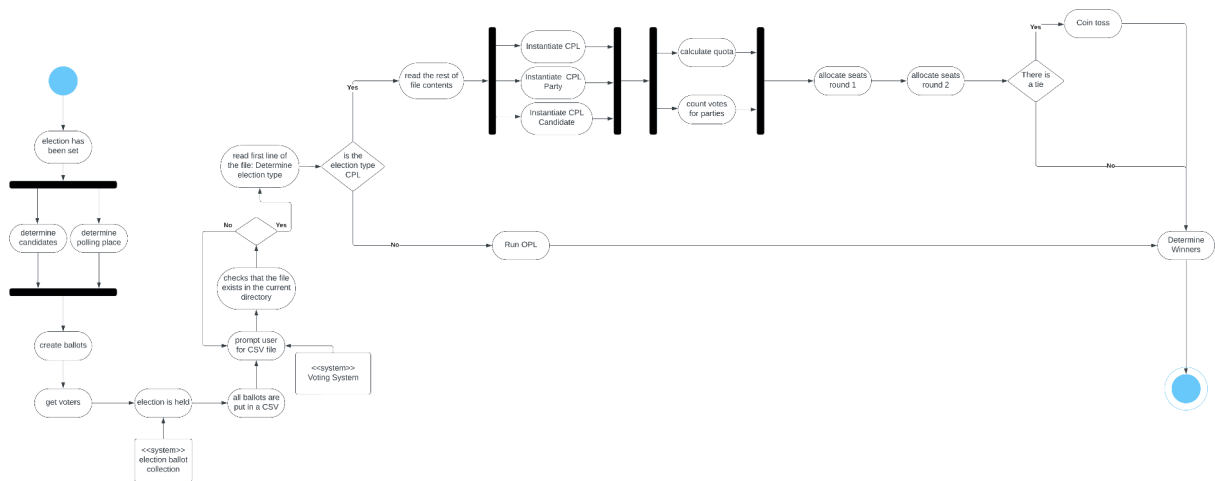 election has
been set
determine
candidates
determine
polling place
create ballots
get voters
election is held
<<system>>
election ballot
collection
all ballots are
put in a CSV
prompt user
for CSV file
<<system>>
Voting System
checks that the file
exists in the current
directory
No
Yes
read first line of
the file: Determine
election type
is the
election type
CPL
Yes
No
read the rest of
file contents
Instantiate CPL
Instantiate CPL
Party
Instantiate CPL
Candidate
calculate quota
count votes
for parties
allocate seats
round 1
allocate seats
round 2
There is
a tie
Yes
Coin toss
No
Run OPL
Determine
Winners